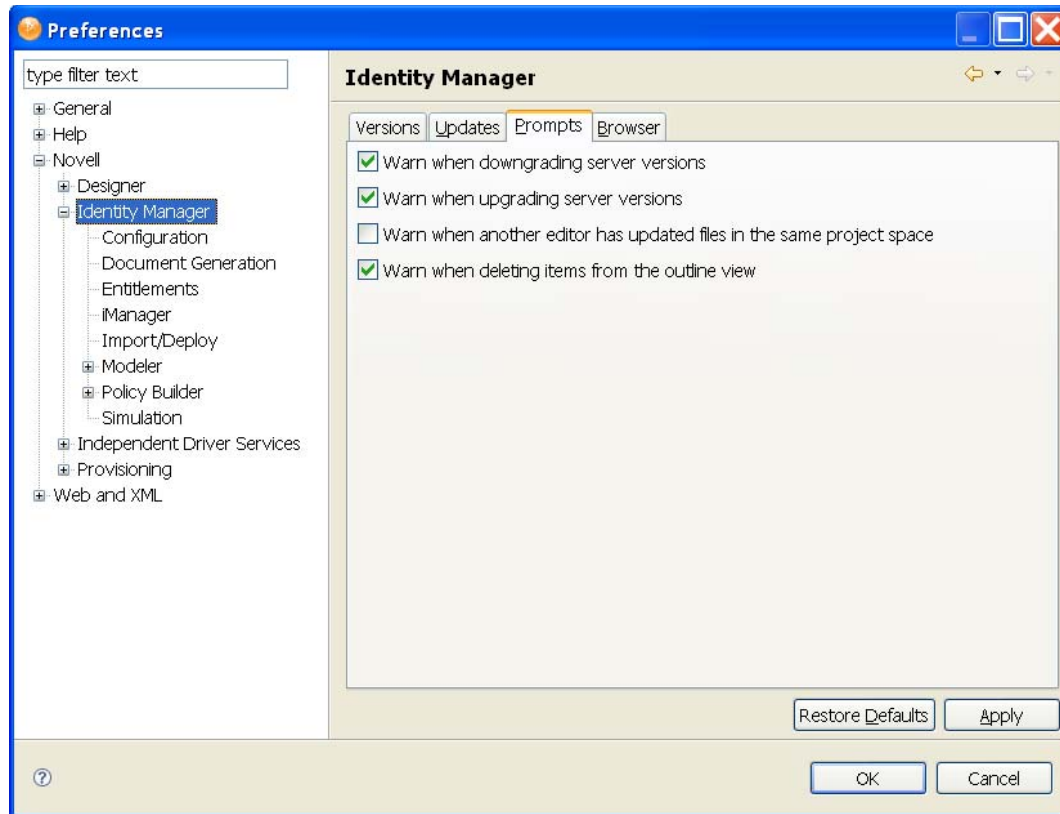 Preferences
type filter text
General
Help
Novell
Designer
Identity Manager
Configuration
Document Generation
Entitlements
iManager
Import/Deploy
Modeler
Policy Builder
Simulation
Independent Driver Services
Provisioning
Web and XML
Identity Manager
Versions Updates Prompts Browser
Warn when downgrading server versions
Warn when upgrading server versions
Warn when another editor has updated files in the same project space
Warn when deleting items from the outline view
Restore Defaults Apply
OK Cancel